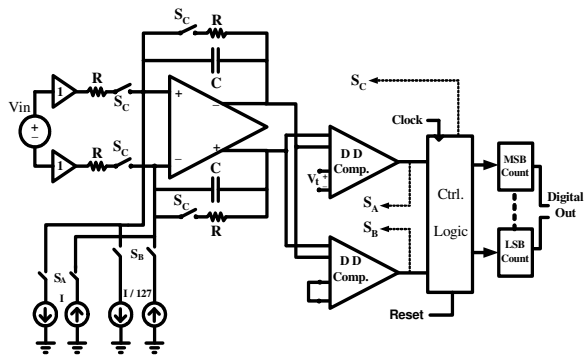 S_C
R
C
Vin
+
−
1
R
S_C
+
−
−
+
1
R
S_C
C
S_C
R
S_C
Clock
D D
Comp.
V_t
+
−
S_A
S_B
D D
Comp.
Ctrl.
Logic
Reset
MSB
Count
LSB
Count
Digital
Out
S_A
I
S_B
I / 127